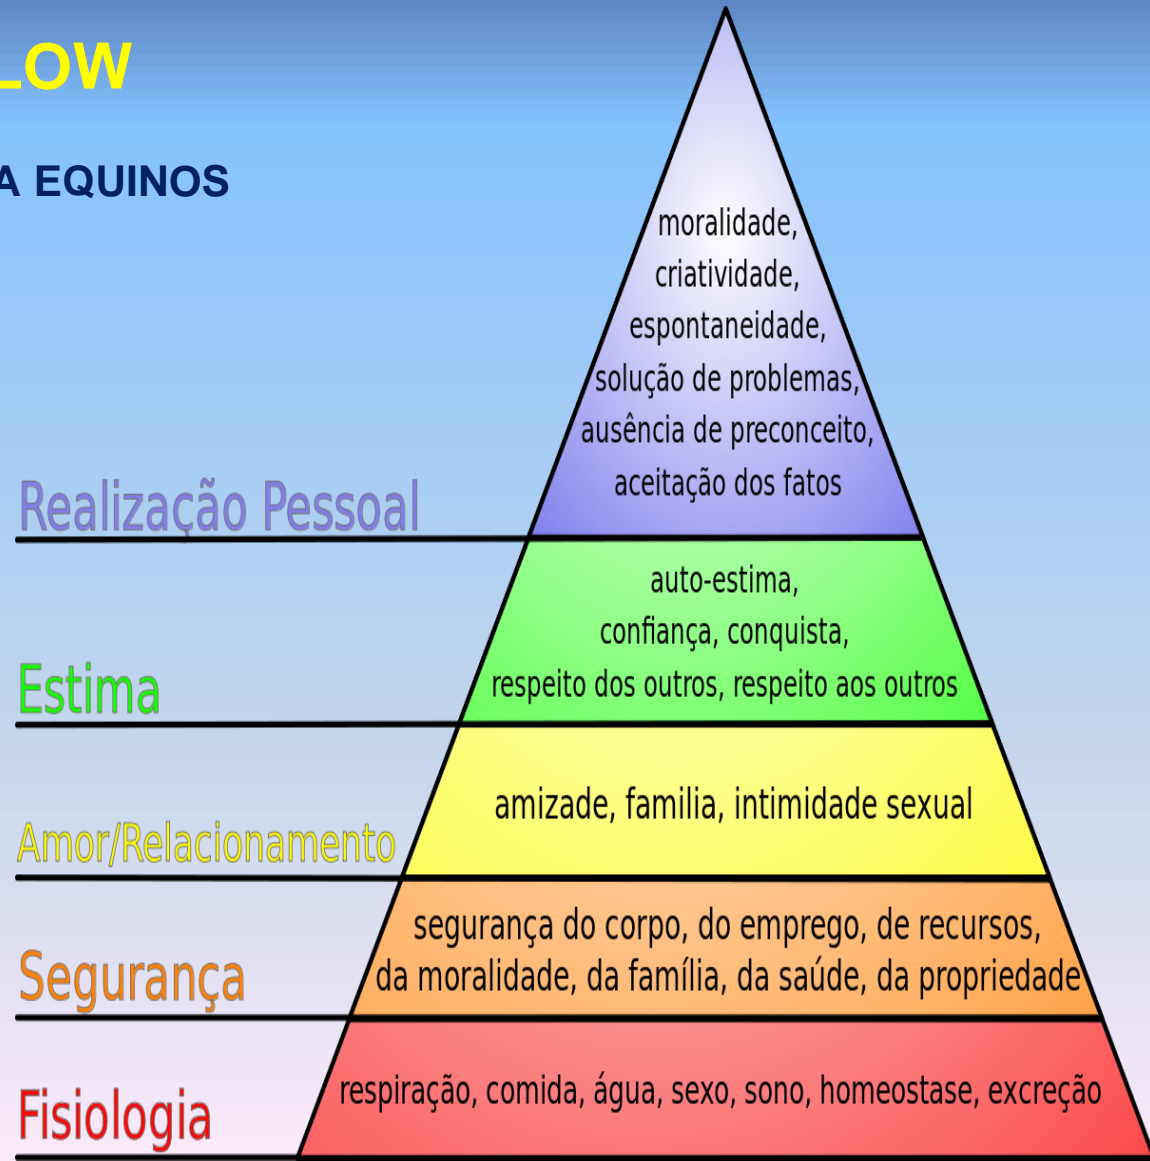 LOW
A EQUINOS
moralidade,
criatividade,
espontaneidade,
solução de problemas,
ausência de preconceito,
aceitação dos fatos
Realização Pessoal
auto-estima,
confiança, conquista,
respeito dos outros, respeito aos outros
Estima
amizade, familia, intimidade sexual
Amor/Relacionamento
segurança do corpo, do emprego, de recursos,
da moralidade, da família, da saúde, da propriedade
Segurança
respiração, comida, água, sexo, sono, homeostase, excreção
Fisiologia